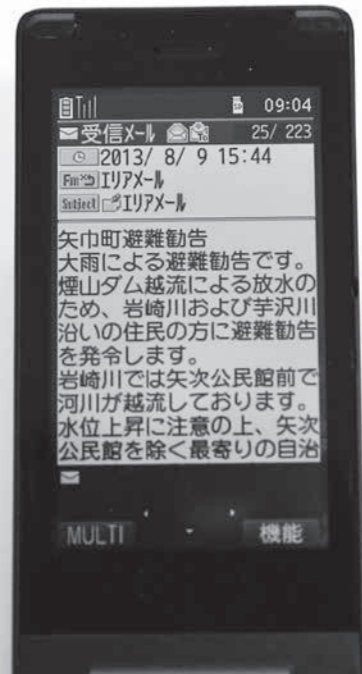 09:04
受信メール 25/ 223
2013/ 8/ 9 15:44
Fm エリアメール
Subject エリアメール
矢巾町避難勧告
大雨による避難勧告です。
煙山ダム越流による放水の
ため、岩崎川および芋沢川
沿いの住民の方に避難勧告
を発令します。
岩崎川では矢次公民館前で
河川が越流しております。
水位上昇に注意の上、矢次
公民館を除く最寄りの自治
MULTI 機能